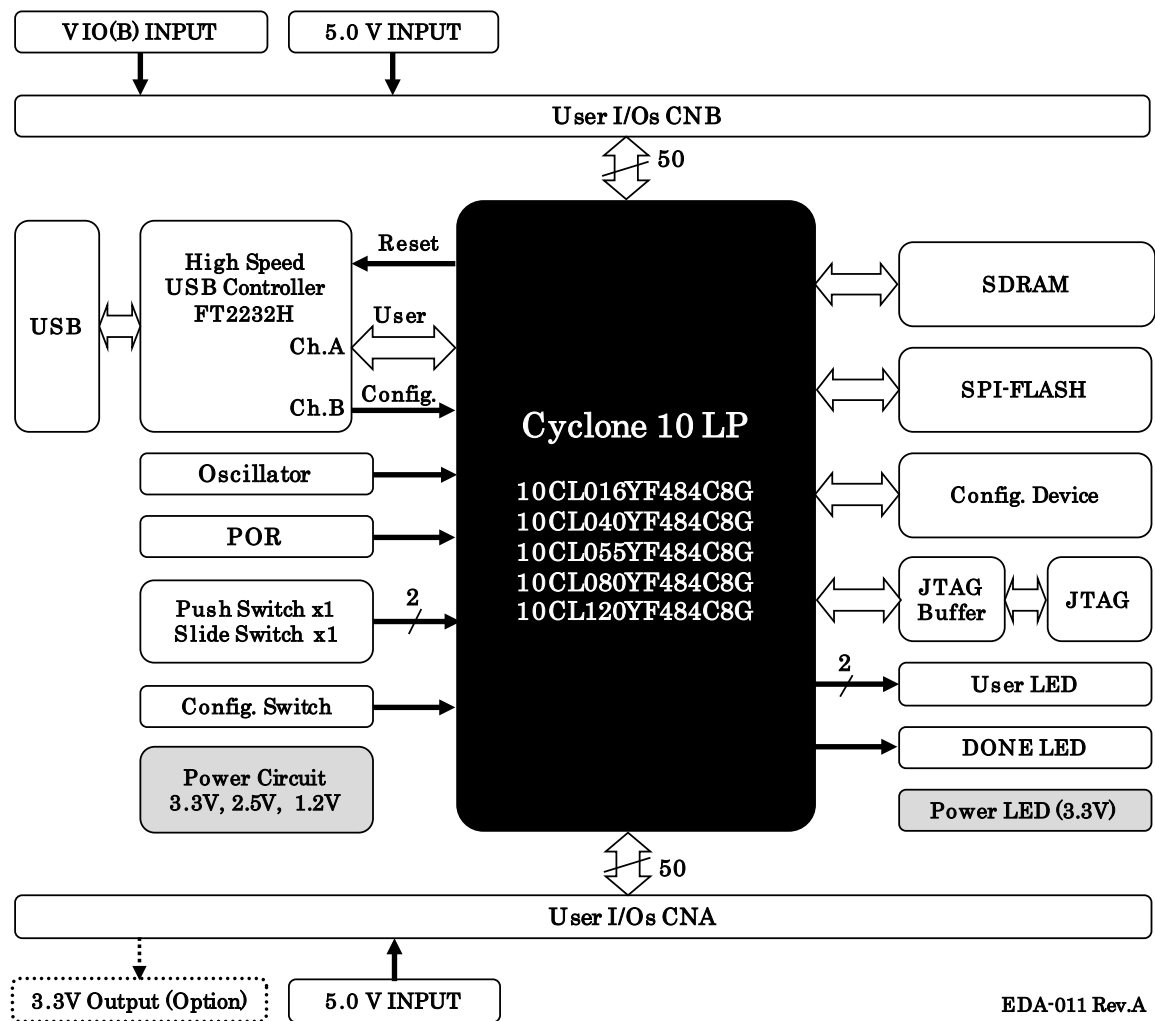 VIO(B) INPUT
5.0 V INPUT
User I/Os CNB
50
USB
High Speed
USB Controller
FT2232H
Ch.A
Ch.B
Reset
User
Config.
Oscillator
POR
Push Switch x1
Slide Switch x1
2
Config. Switch
Power Circuit
3.3V, 2.5V, 1.2V
Cyclone 10 LP
10CL016YF484C8G
10CL040YF484C8G
10CL055YF484C8G
10CL080YF484C8G
10CL120YF484C8G
SDRAM
SPI-FLASH
Config. Device
JTAG
Buffer
JTAG
2
User LED
DONE LED
Power LED (3.3V)
50
User I/Os CNA
3.3V Output (Option)
5.0 V INPUT
EDA-011 Rev.A